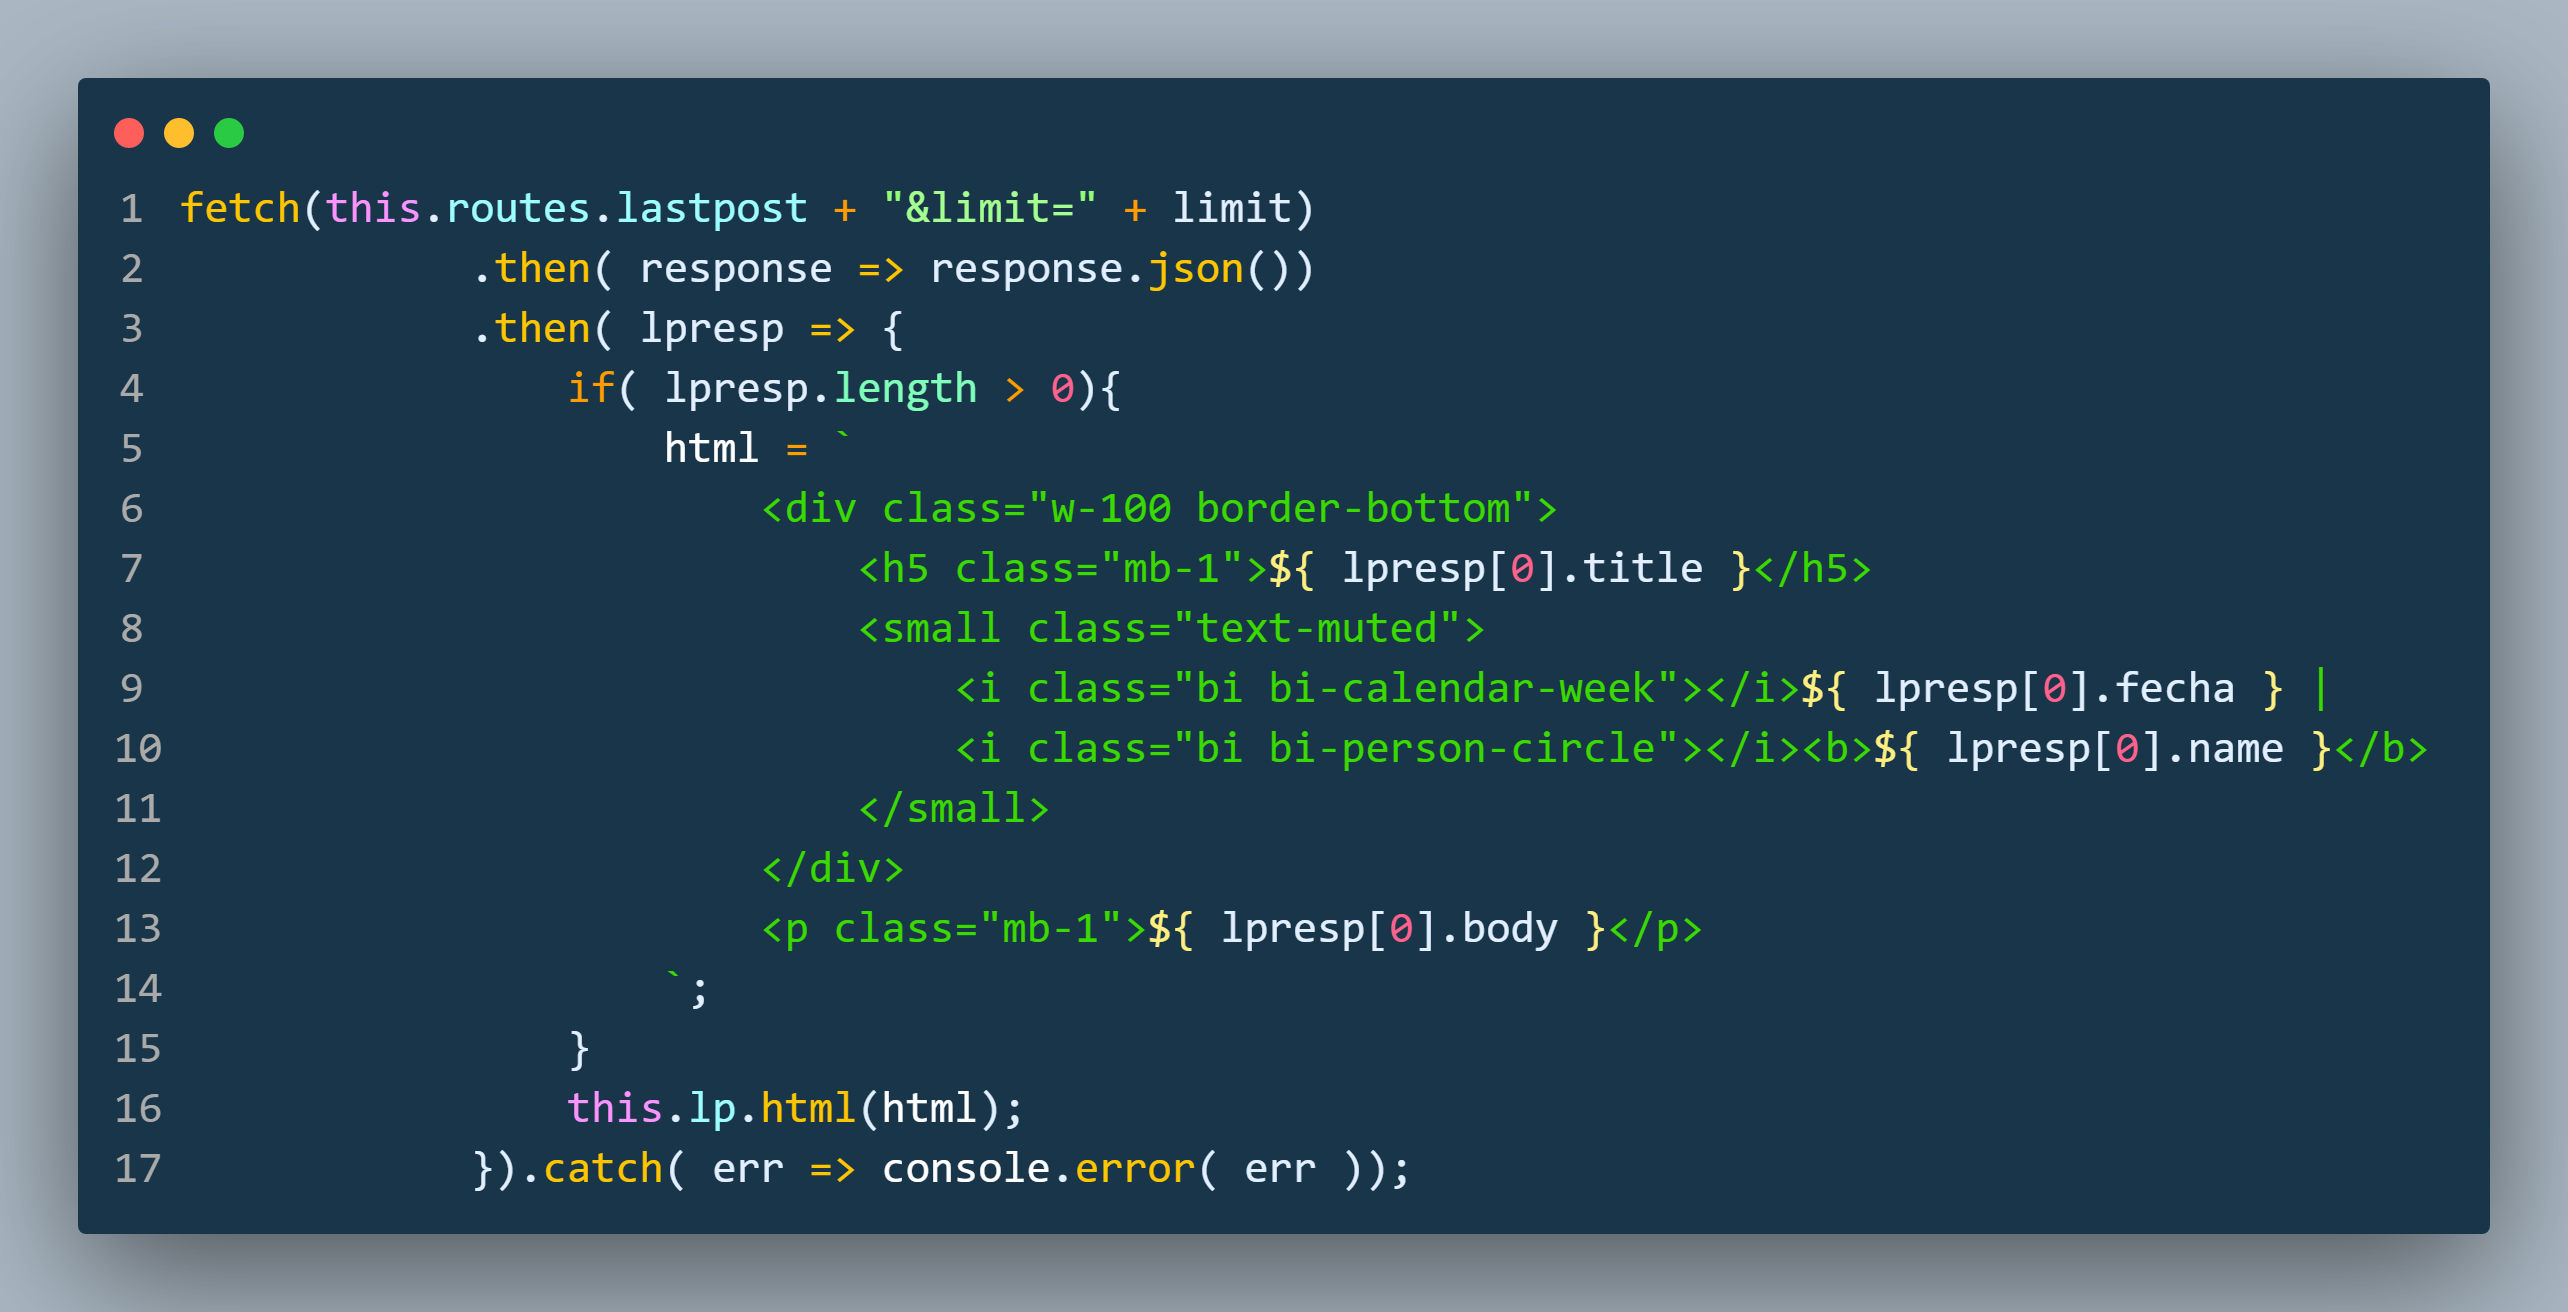 1 fetch(this.routes.lastpost + "&limit=" + limit)
2             .then( response => response.json())
3             .then( lpresp => {
4                 if( lpresp.length > 0){
5                     html = `
6                         <div class="w-100 border-bottom">
7                             <h5 class="mb-1">${ lpresp[0].title }</h5>
8                             <small class="text-muted">
9                                 <i class="bi bi-calendar-week"></i>${ lpresp[0].fecha } |
10                                 <i class="bi bi-person-circle"></i><b>${ lpresp[0].name }</b>
11                             </small>
12                         </div>
13                         <p class="mb-1">${ lpresp[0].body }</p>
14                     `;
15                 }
16                 this.lp.html(html);
17             }).catch( err => console.error( err ));